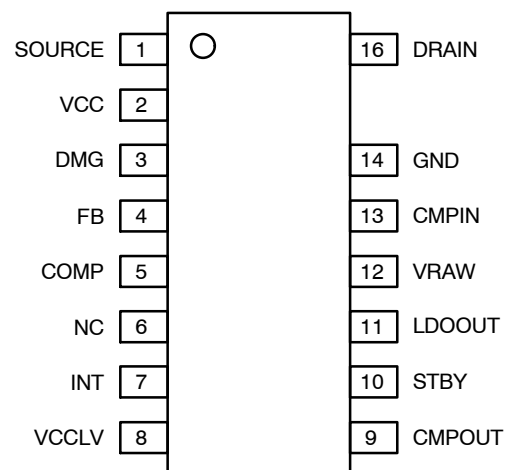 SOURCE 1 16 DRAIN
VCC 2
DMG 3 14 GND
FB 4 13 CMPIN
COMP 5 12 VRAW
NC 6 11 LDOOUT
INT 7 10 STBY
VCCLV 8 9 CMPOUT